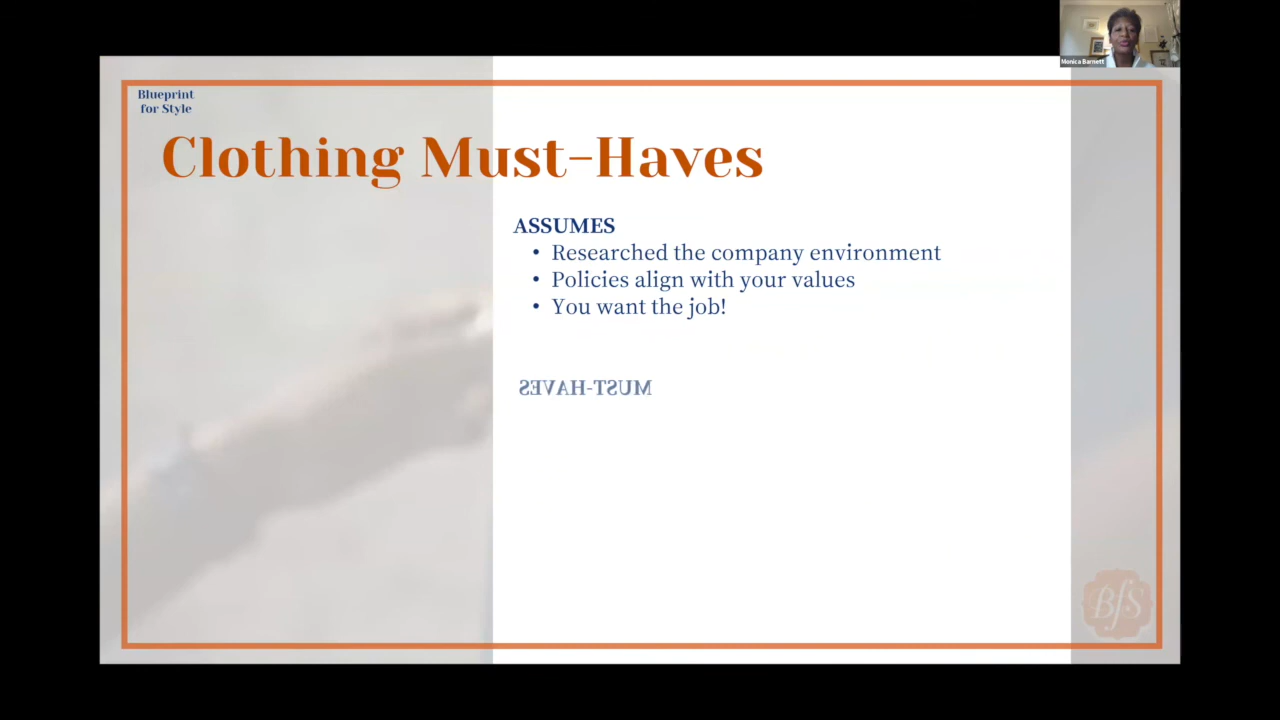 Monica Barnett
Blueprint
for Style
Clothing Must-Haves
ASSUMES
• Researched the company environment
• Policies align with your values
• You want the job!
MUST-HAVES
BfS